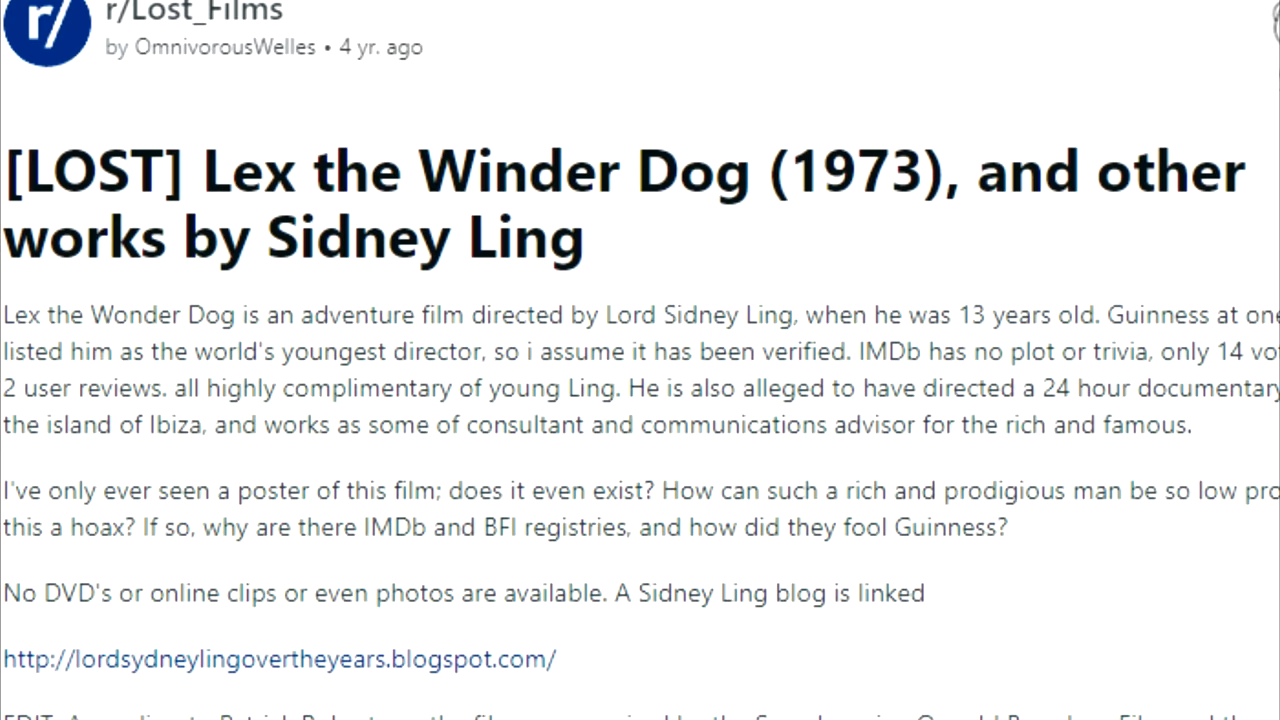 r/
r/Lost_Films
by OmnivorousWelles • 4 yr. ago
[LOST] Lex the Winder Dog (1973), and other
works by Sidney Ling
Lex the Wonder Dog is an adventure film directed by Lord Sidney Ling, when he was 13 years old. Guinness at
listed him as the world's youngest director, so i assume it has been verified. IMDb has no plot or trivia, only 14
2 user reviews. all highly complimentary of young Ling. He is also alleged to have directed a 24 hour documentary
the island of Ibiza, and works as some of consultant and communications advisor for the rich and famous.
I've only ever seen a poster of this film; does it even exist? How can such a rich and prodigious man be so low
this a hoax? If so, why are there IMDb and BFI registries, and how did they fool Guinness?
No DVD's or online clips or even photos are available. A Sidney Ling blog is linked
http://lordsydneylingovertheyears.blogspot.com/